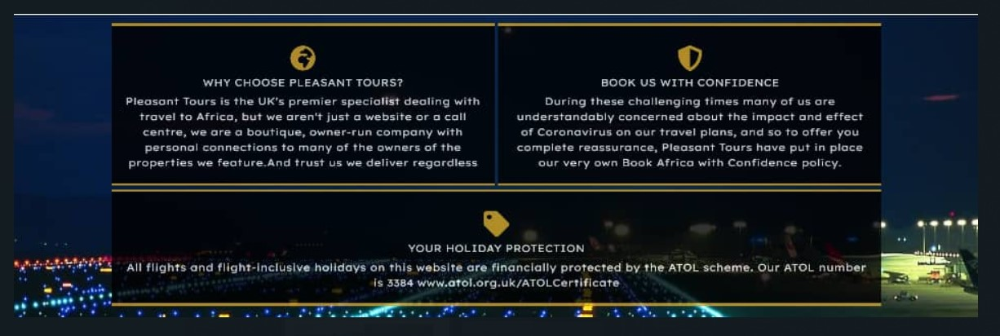 WHY CHOOSE PLEASANT TOURS?
Pleasant Tours is the UK's premier specialist dealing with
travel to Africa, but we aren't just a website or a call
centre, we are a boutique, owner-run company with
personal connections to many of the owners of the
properties we feature.And trust us we deliver regardless
BOOK US WITH CONFIDENCE
During these challenging times many of us are
understandably concerned about the impact and effect
of Coronavirus on our travel plans, and so to offer you
complete reassurance, Pleasant Tours have put in place
our very own Book Africa with Confidence policy.
YOUR HOLIDAY PROTECTION
All flights and flight-inclusive holidays on this website are financially protected by the ATOL scheme. Our ATOL number
is 3384 www.atol.org.uk/ATOLCertificate